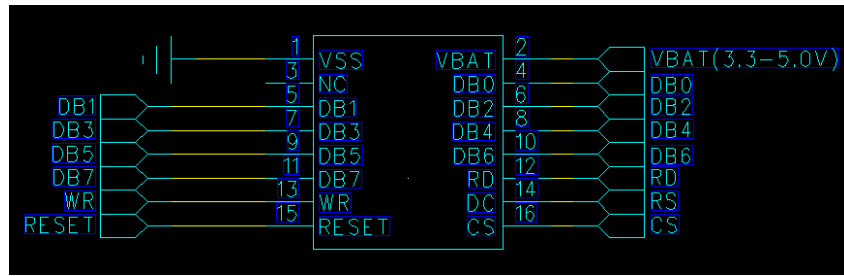 1 2
VSS VBAT VBAT(3.3-5.0V)
3 4
NC DB0 DB0
5 6
DB1 DB1 DB2 DB2
7 8
DB3 DB3 DB4 DB4
9 10
DB5 DB5 DB6 DB6
11 12
DB7 DB7 RD RD
13 14
WR WR DC RS
15 16
RESET RESET CS CS